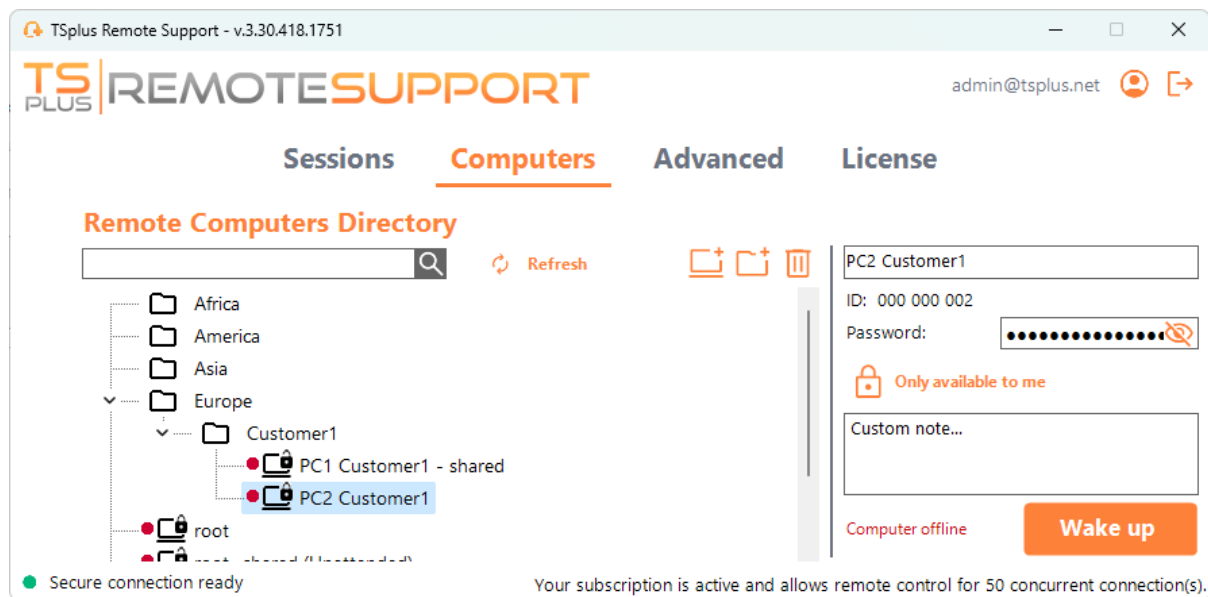 TSplus Remote Support - v.3.30.418.1751
TS PLUS REMOTESUPPORT
admin@tsplus.net
Sessions Computers Advanced License
Remote Computers Directory
Refresh
Africa
America
Asia
Europe
Customer1
PC1 Customer1 - shared
PC2 Customer1
root
root - shared (Unattended)
PC2 Customer1
ID: 000 000 002
Password:
Only available to me
Custom note...
Computer offline
Wake up
Secure connection ready
Your subscription is active and allows remote control for 50 concurrent connection(s).